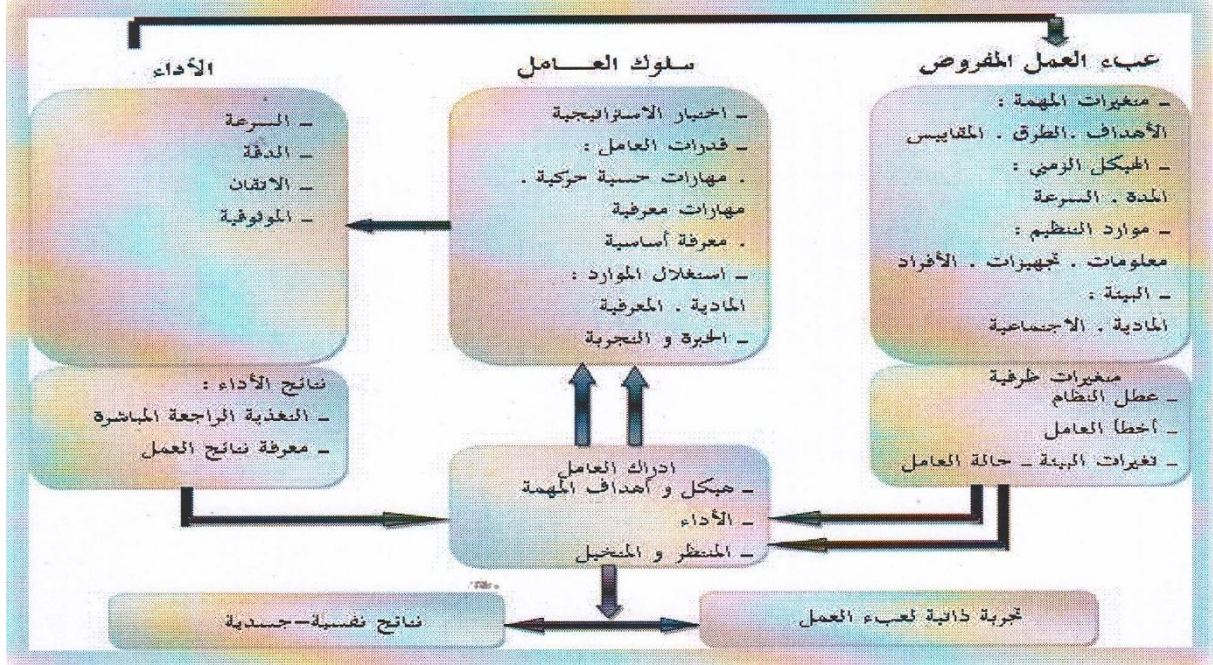 عبء العمل المفروض
ـ متغيرات المهمة :
الأهداف .الطرق . المقاييس
ـ الهيكل الزمني :
المدة . السرعة
ـ موارد التنظيم :
معلومات . تجهيزات . الأفراد
ـ البيئة :
المادية . الاجتماعية
متغيرات ظرفية
ـ عطل النظام
ـ أخطا العامل
ـ تغيرات البيئة ـ حالة العامل
سلوك العـــــامل
ـ اختيار الاستراتيجية
ـ قدرات العامل :
. مهارات حسية حركية .
مهارات معرفية
. معرفة أساسية
ـ استغلال الموارد :
المادية . المعرفية
ـ الخبرة و التجربة
الأداء
ـ السرعة
ـ الدقة
ـ الاتقان
ـ الموثوقية
نتائج الأداء :
ـ التغذية الراجعة المباشرة
ـ معرفة نتائج العمل
ادراك العامل
ـ هيكل و أهداف المهمة
ـ الأداء
ـ المنتظر و المتخيل
تجربة ذاتية لعبء العمل
نتائج نفسية–جسدية